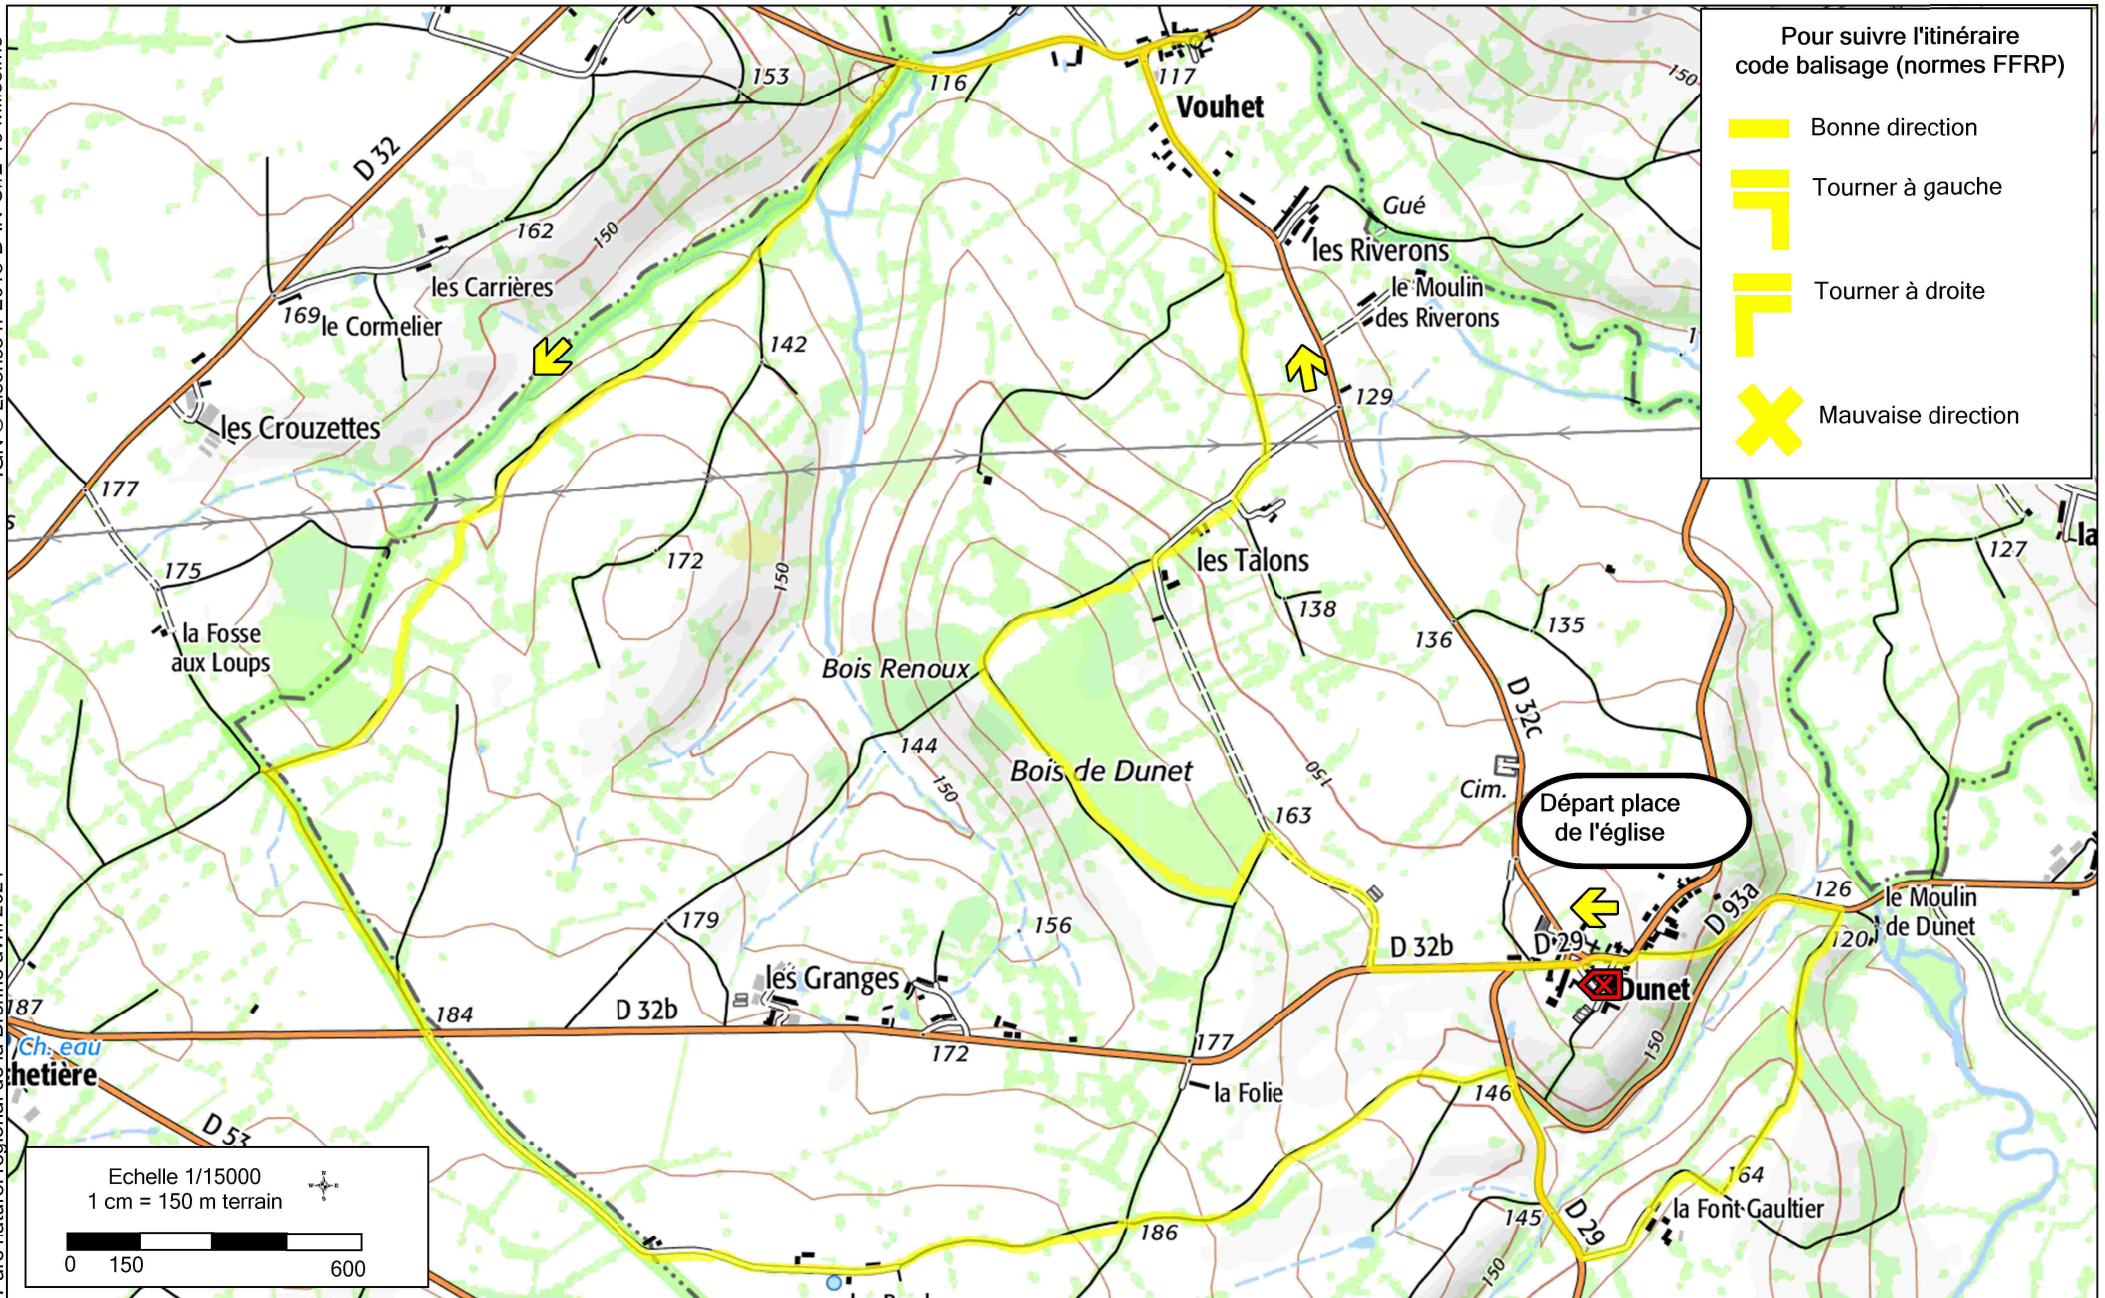 Pour suivre l'itinéraire
code balisage (normes FFRP)
Bonne direction
Tourner à gauche
Tourner à droite
Mauvaise direction
153
116
117
Vouhet
150
D 32
162
150
Gué
les Riverons
les Carrières
le Moulin
des Riverons
169
le Cormelier
142
129
les Crouzettes
177
175
172
150
les Talons
138
136
135
127
la
la Fosse
aux Loups
Bois Renoux
D 32c
144
150
Bois de Dunet
150
163
Cim.
Départ place
de l'église
179
156
D 32b
D 29
D 93a
126
le Moulin
de Dunet
120
les Granges
Dunet
187
Ch. eau
hetière
184
D 32b
172
177
la Folie
146
150
D 53
186
145
D 29
164
la Font Gaultier
150
Echelle 1/15000
1 cm = 150 m terrain
N
W
E
S
0 150 600